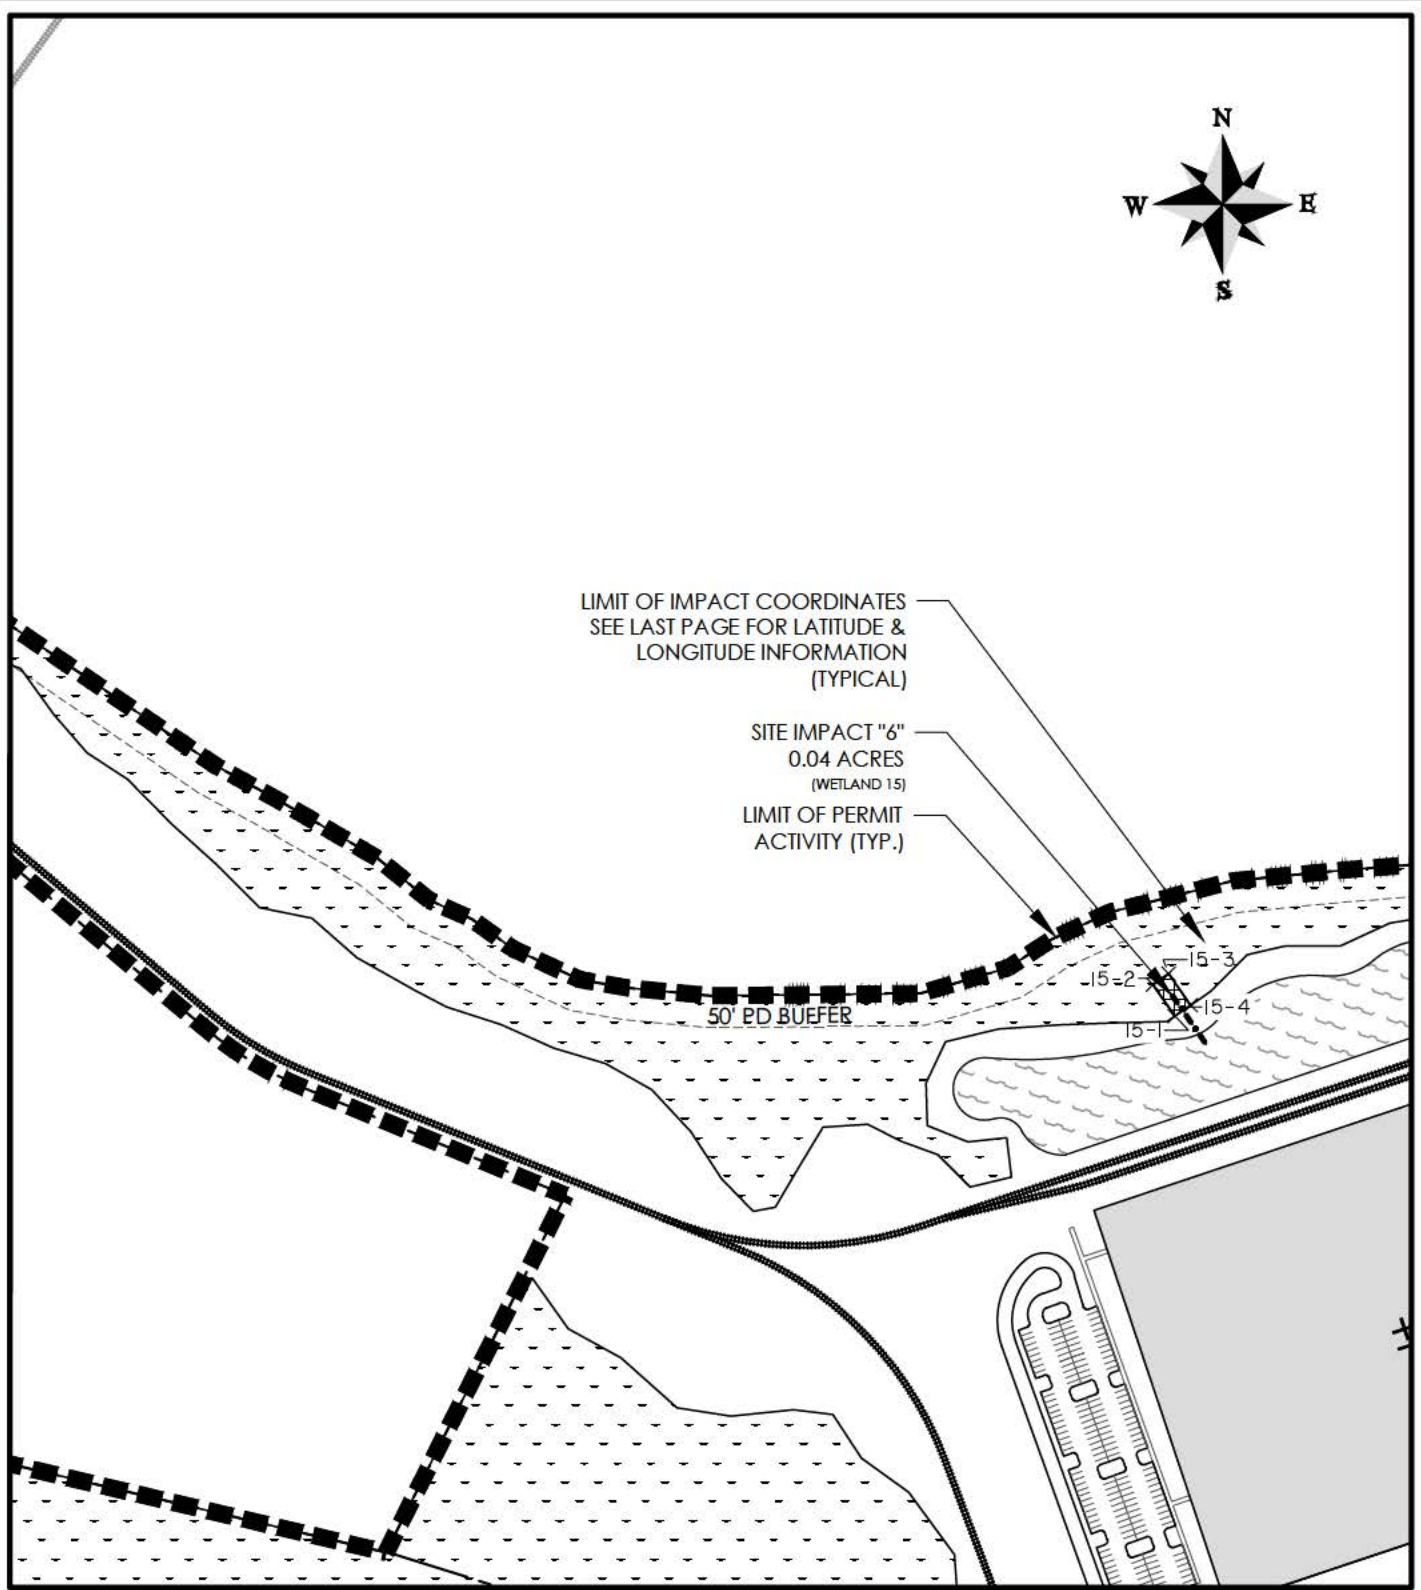 N
W E
S
LIMIT OF IMPACT COORDINATES
SEE LAST PAGE FOR LATITUDE &
LONGITUDE INFORMATION
(TYPICAL)
SITE IMPACT "6"
0.04 ACRES
(WETLAND 15)
LIMIT OF PERMIT
ACTIVITY (TYP.)
15-3
15-2
15-4
15-1
50' PD BUFFER